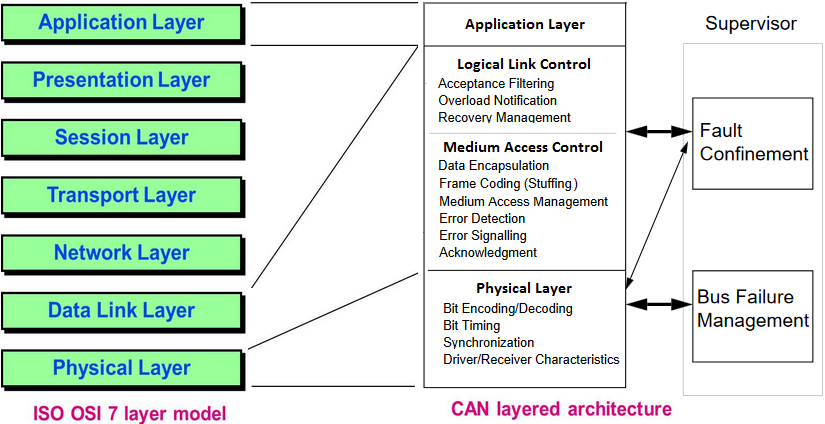 Application Layer
Presentation Layer
Session Layer
Transport Layer
Network Layer
Data Link Layer
Physical Layer
ISO OSI 7 layer model
Application Layer
Logical Link Control
Acceptance Filtering
Overload Notification
Recovery Management
Medium Access Control
Data Encapsulation
Frame Coding (Stuffing)
Medium Access Management
Error Detection
Error Signalling
Acknowledgment
Physical Layer
Bit Encoding/Decoding
Bit Timing
Synchronization
Driver/Receiver Characteristics
CAN layered architecture
Supervisor
Fault
Confinement
Bus Failure
Management